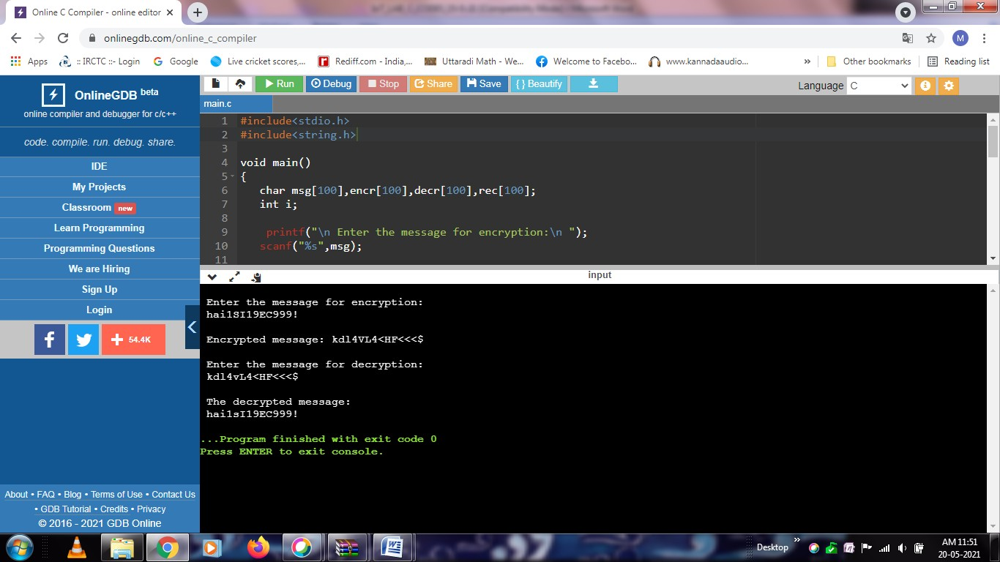 Online C Compiler - online editor
onlinegdb.com/online_c_compiler
M
Apps :: IRCTC ::- Login Google Live cricket scores,... Rediff.com - India,... Uttaradi Math - We... Welcome to Facebo... www.kannadaaudio... » Other bookmarks Reading list
OnlineGDB beta
online compiler and debugger for c/c++
code. compile. run. debug. share.
IDE
My Projects
Classroom new
Learn Programming
Programming Questions
We are Hiring
Sign Up
Login
54.4K
About • FAQ • Blog • Terms of Use • Contact Us
• GDB Tutorial • Credits • Privacy
© 2016 - 2021 GDB Online
Run Debug Stop Share Save { } Beautify
Language C
main.c
1 #include<stdio.h>
2 #include<string.h>
3
4 void main()
5 {
6 char msg[100],encr[100],decr[100],rec[100];
7 int i;
8
9 printf("\n Enter the message for encryption:\n ");
10 scanf("%s",msg);
11
input
Enter the message for encryption:
hai1SI19EC999!
Encrypted message: kdl4VL4<HF<<<$
Enter the message for decryption:
kdl4vL4<HF<<<$
The decrypted message:
hai1sI19EC999!
...Program finished with exit code 0
Press ENTER to exit console.
Desktop »
AM 11:51
20-05-2021